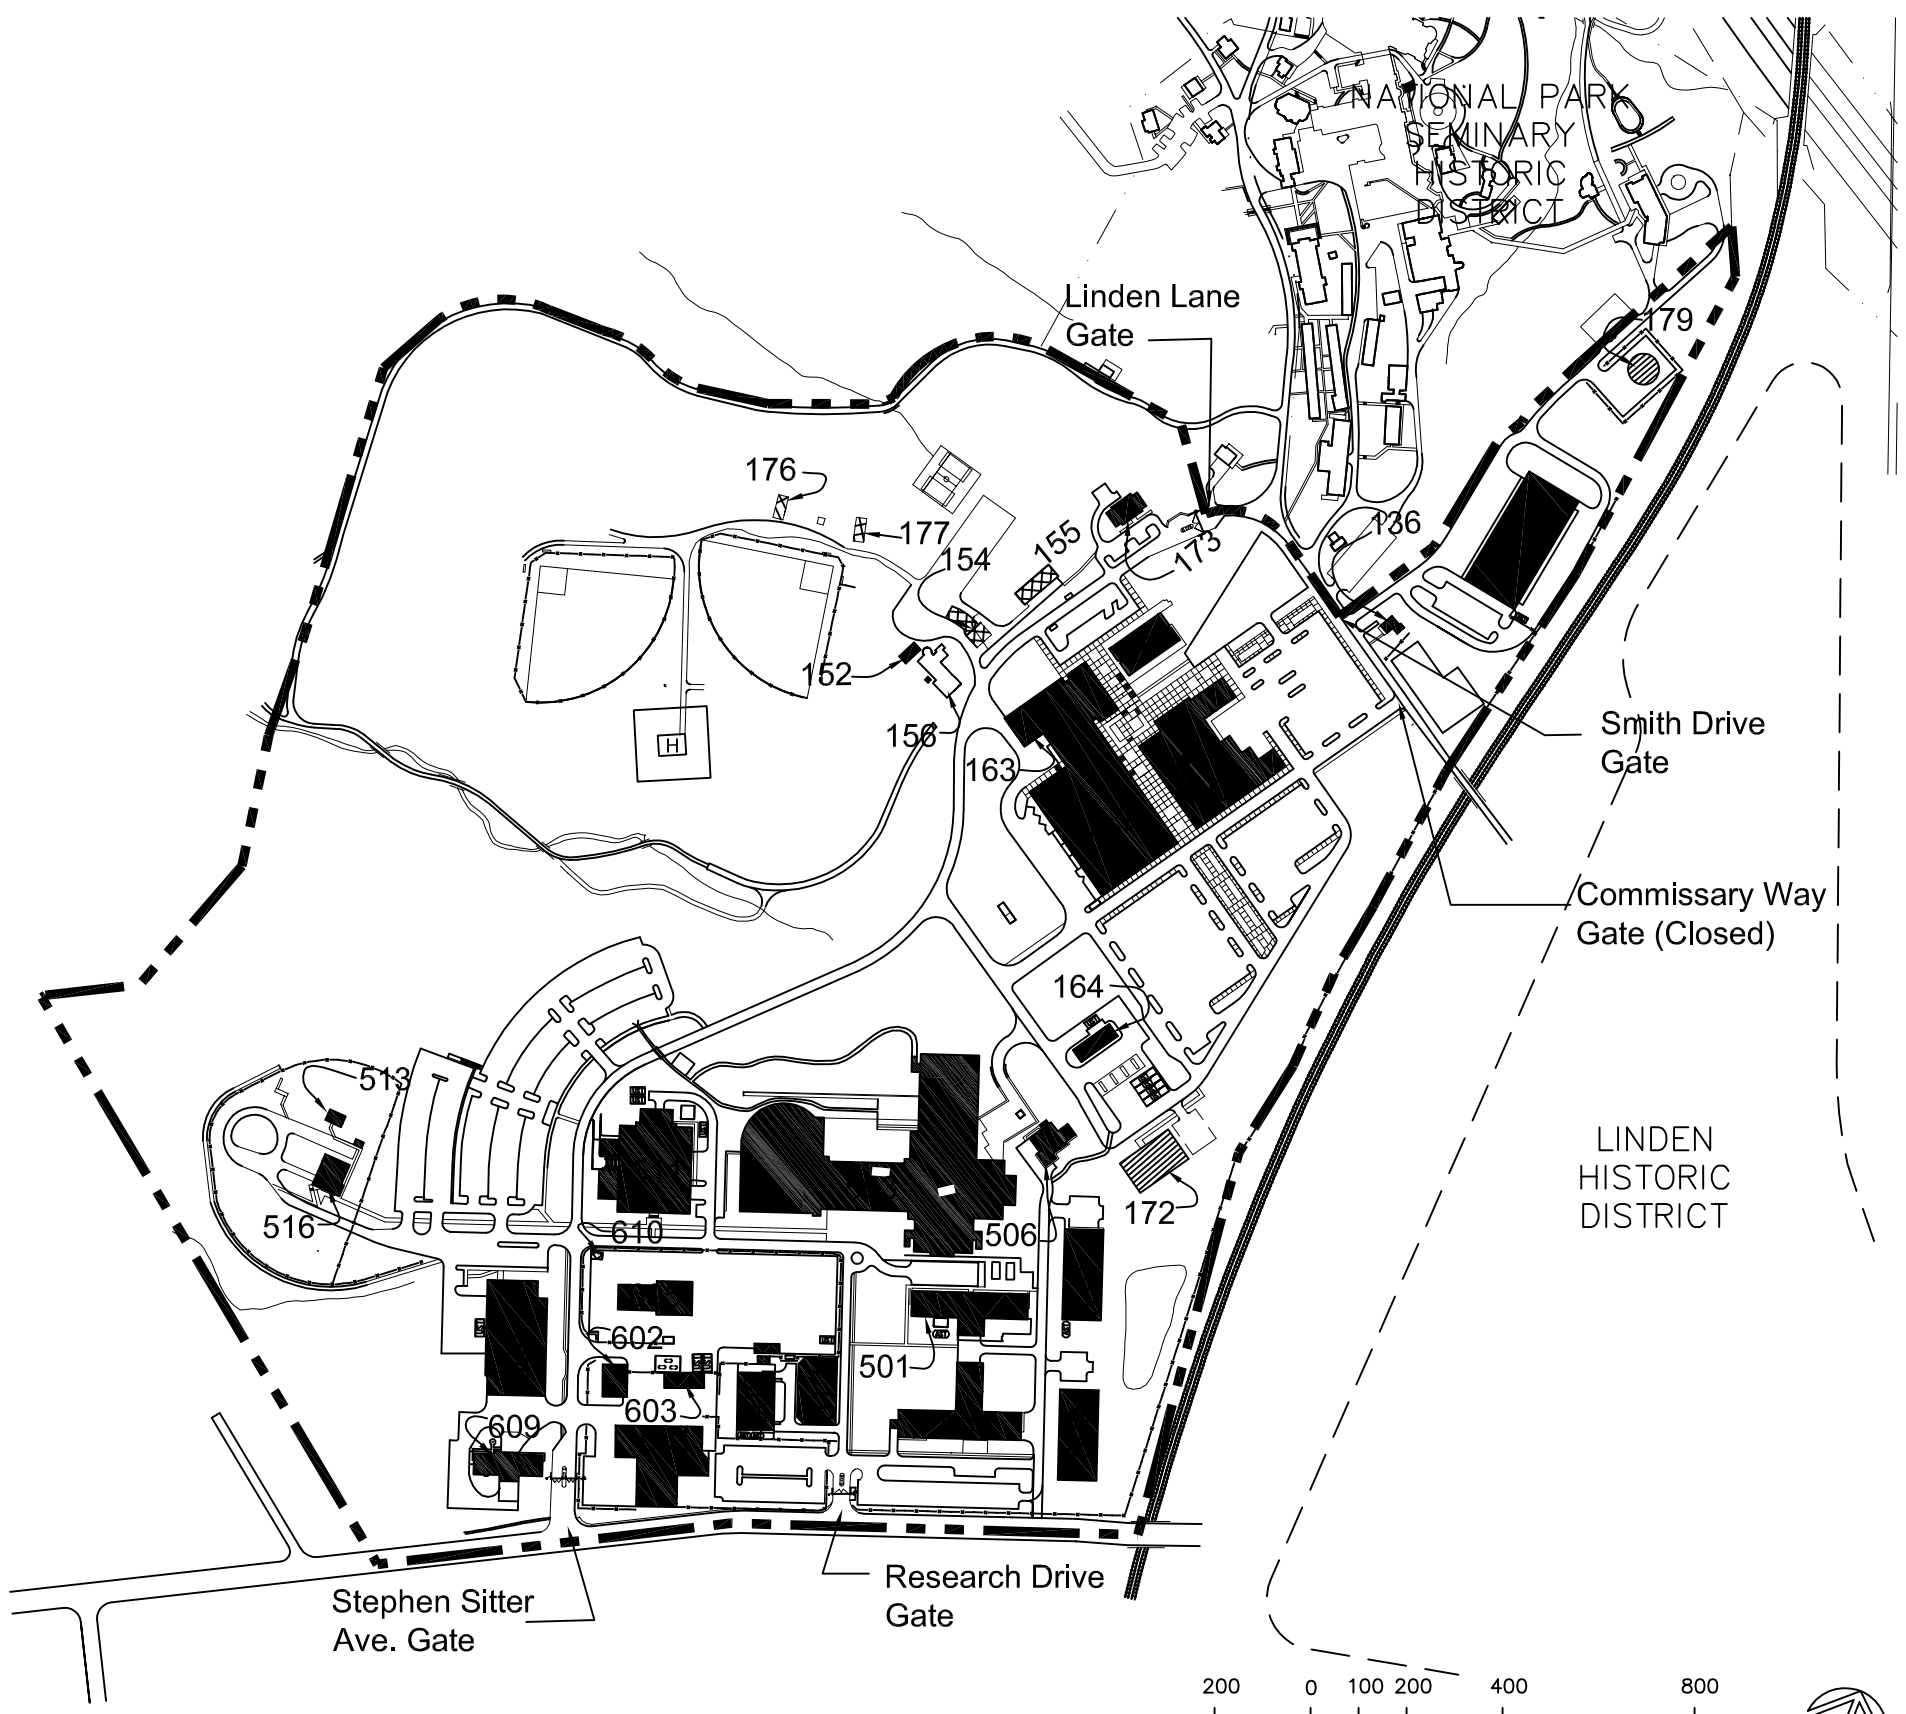 NATIONAL PARK
SEMINARY
HISTORIC
DISTRICT
Linden Lane
Gate
179
176
177
136
155
173
154
152
156
163
Smith Drive
Gate
H
Commissary Way
Gate (Closed)
164
513
LINDEN
HISTORIC
DISTRICT
516
610
506
172
602
501
603
609
Stephen Sitter
Ave. Gate
Research Drive
Gate
200 0 100 200 400 800